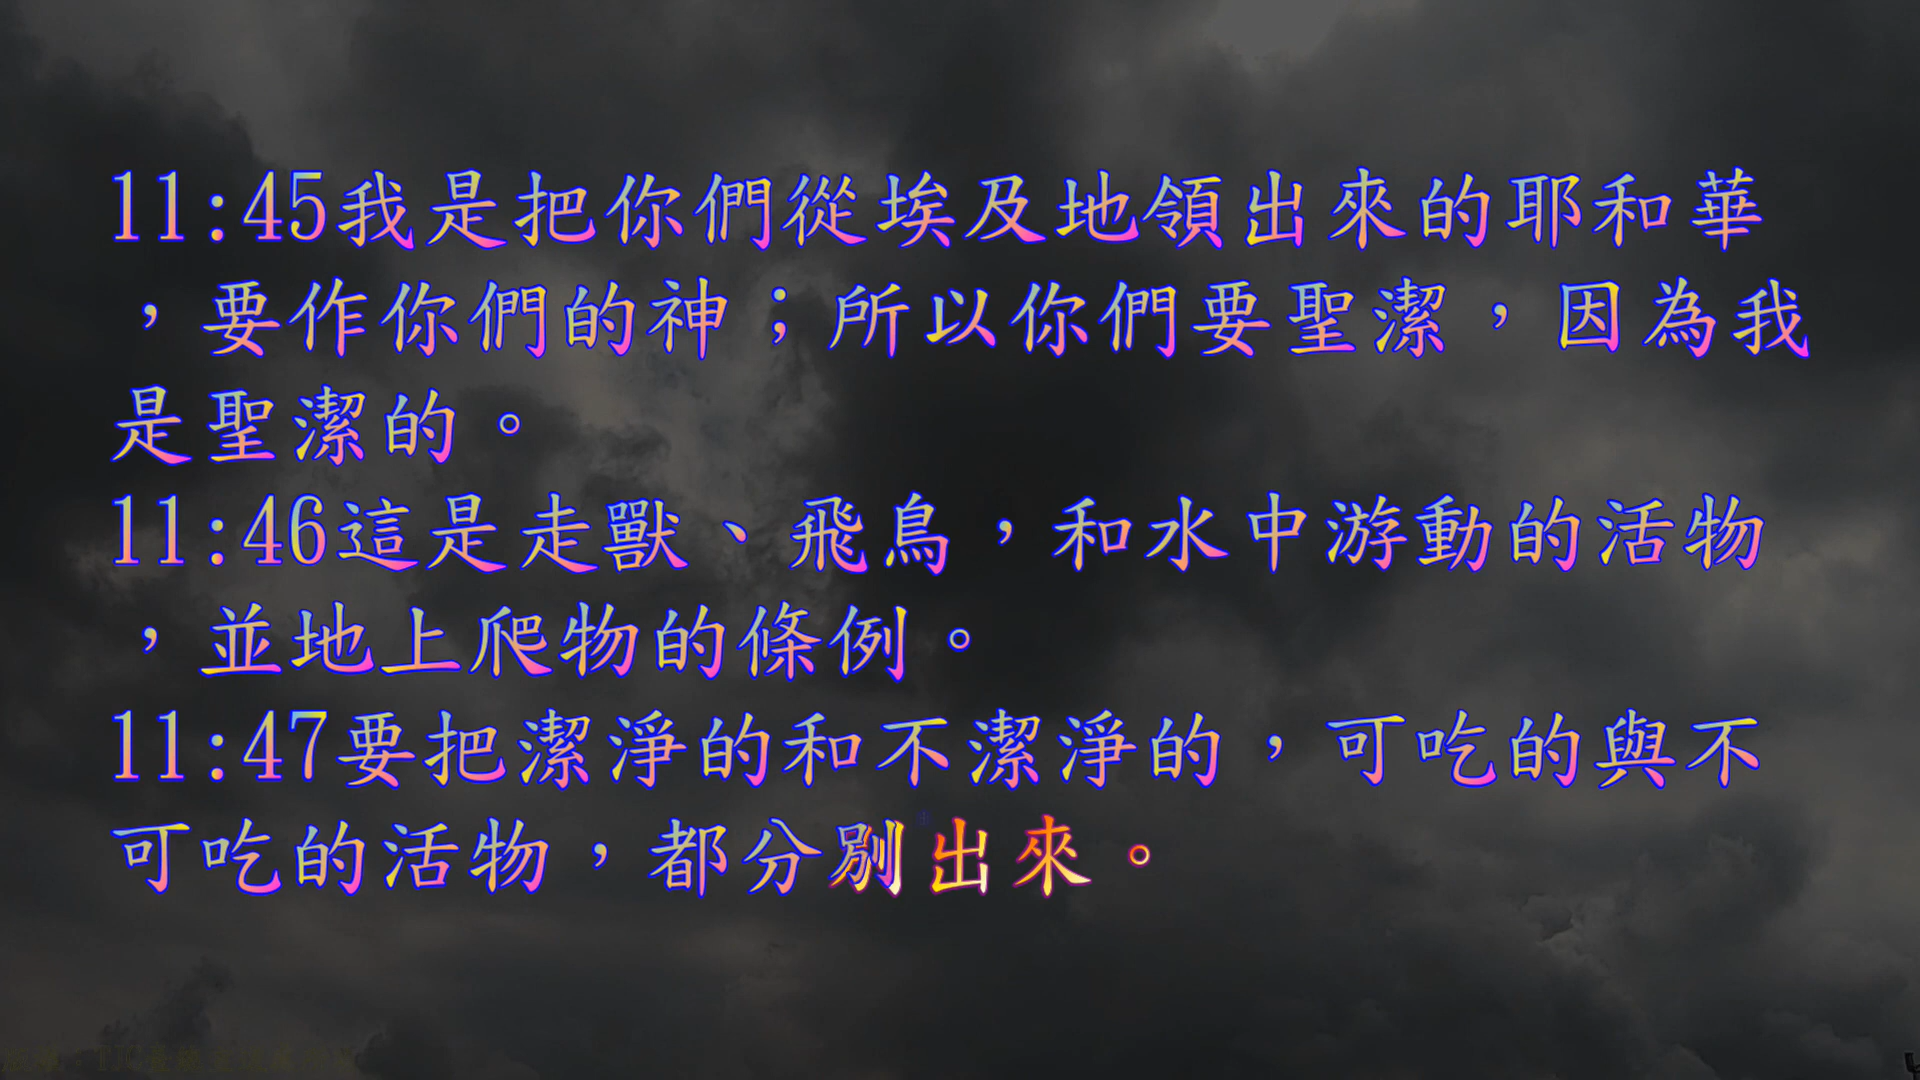 11:45我是把你們從埃及地領出來的耶和華
，要作你們的神；所以你們要聖潔，因為我
是聖潔的。
11:46這是走獸、飛鳥，和水中游動的活物
，並地上爬物的條例。
11:47要把潔淨的和不潔淨的，可吃的與不
可吃的活物，都分別出來。